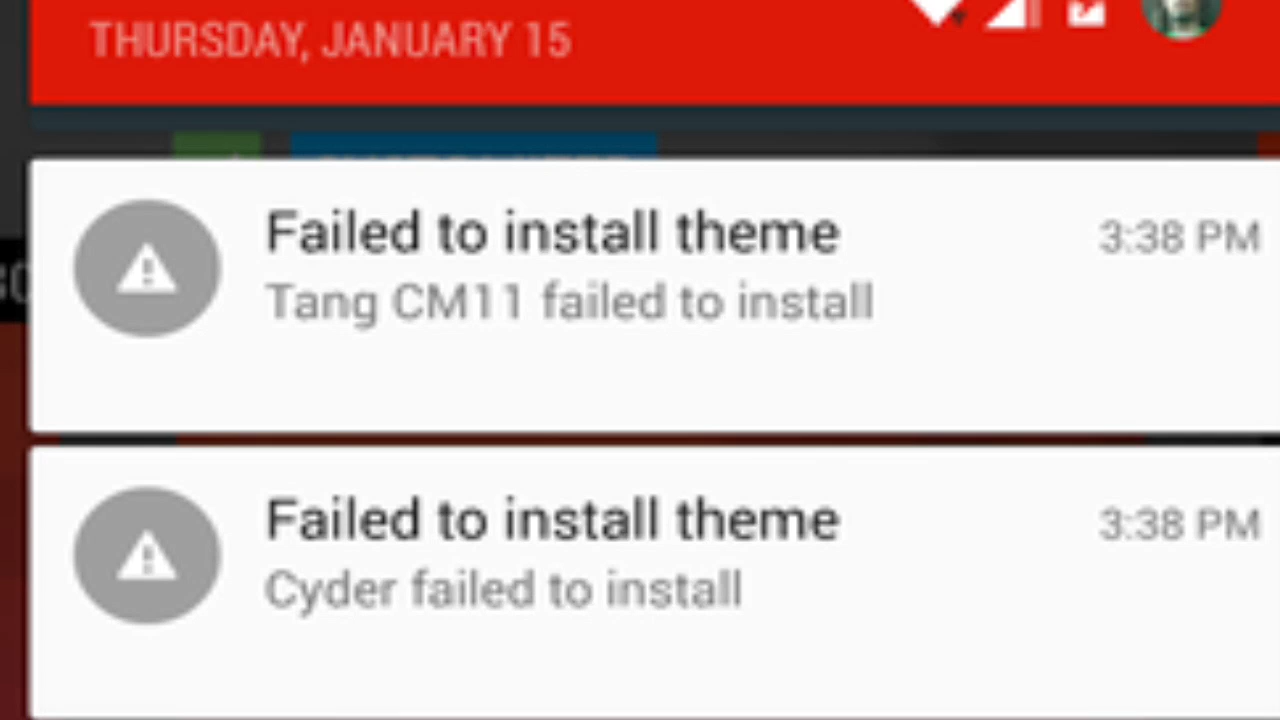 THURSDAY, JANUARY 15
Failed to install theme 3:38 PM
Tang CM11 failed to install
Failed to install theme 3:38 PM
Cyder failed to install